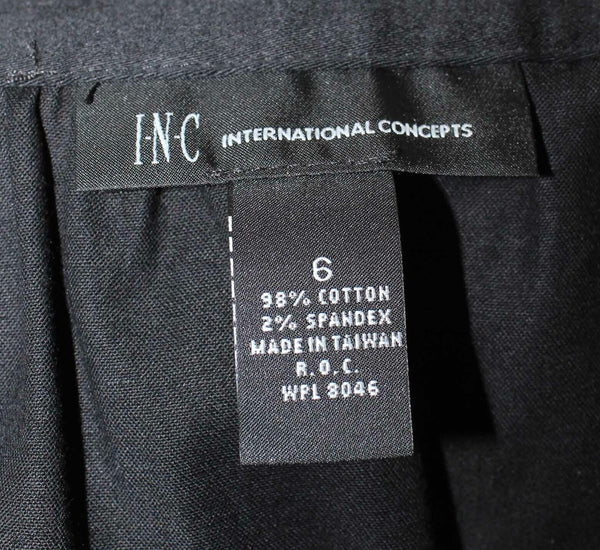 I·N·C INTERNATIONAL CONCEPTS
6
98% COTTON
2% SPANDEX
MADE IN TAIWAN
R.O.C.
WPL 8046